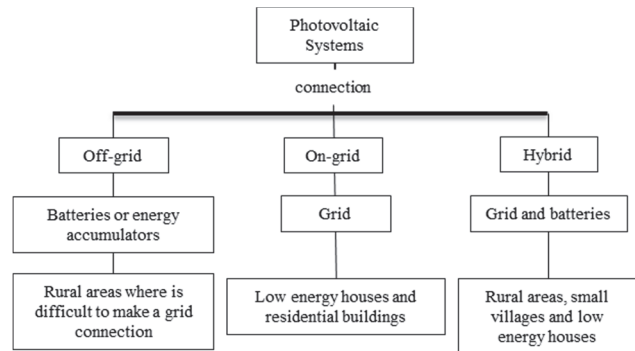 Photovoltaic
Systems
connection
Off-grid
On-grid
Hybrid
Batteries or energy
accumulators
Grid
Grid and batteries
Rural areas where is
difficult to make a grid
connection
Low energy houses and
residential buildings
Rural areas, small
villages and low
energy houses